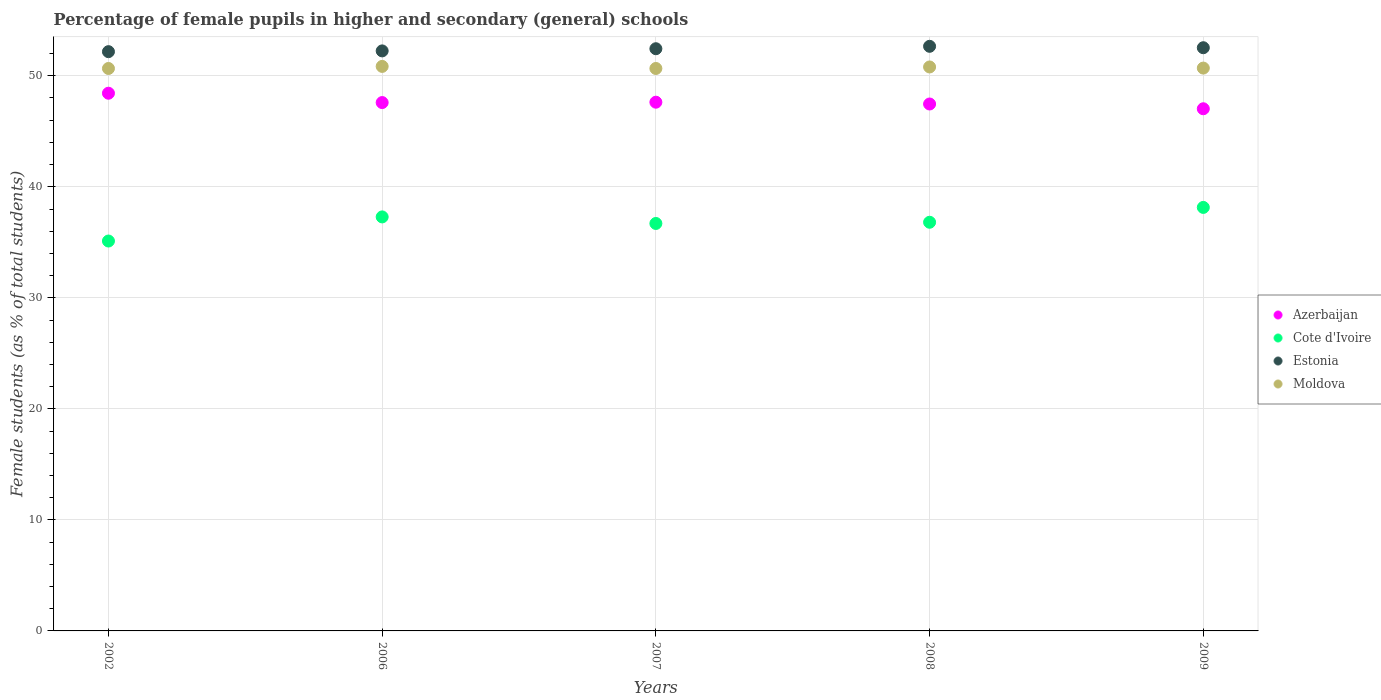 Percentage of female pupils in higher and secondary (general) schools
Female students (as % of total students)
50
40
30
20
10
0
2002
2006
2007
2008
2009
Years
Azerbaijan
Cote d'Ivoire
Estonia
Moldova